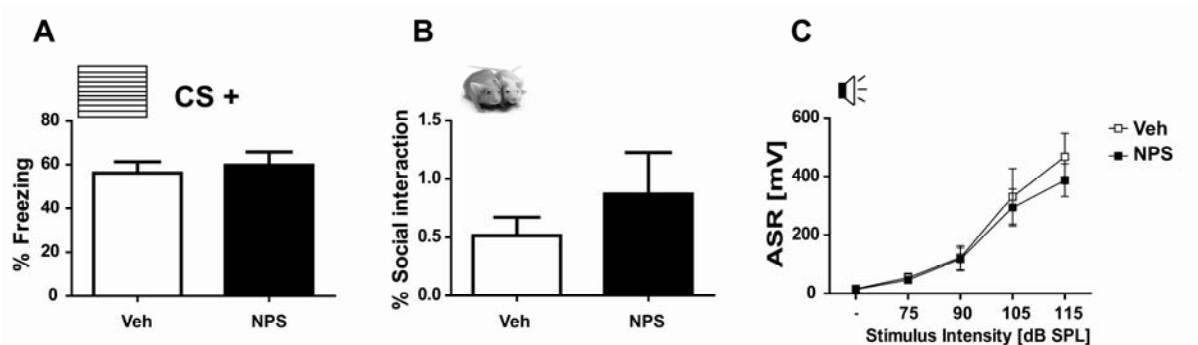 A
CS +
% Freezing
80
60
40
20
0
Veh
NPS
B
% Social interaction
1.5
1.0
0.5
0.0
Veh
NPS
C
ASR [mV]
600
400
200
0
- 75 90 105 115
Stimulus Intensity [dB SPL]
Veh
NPS